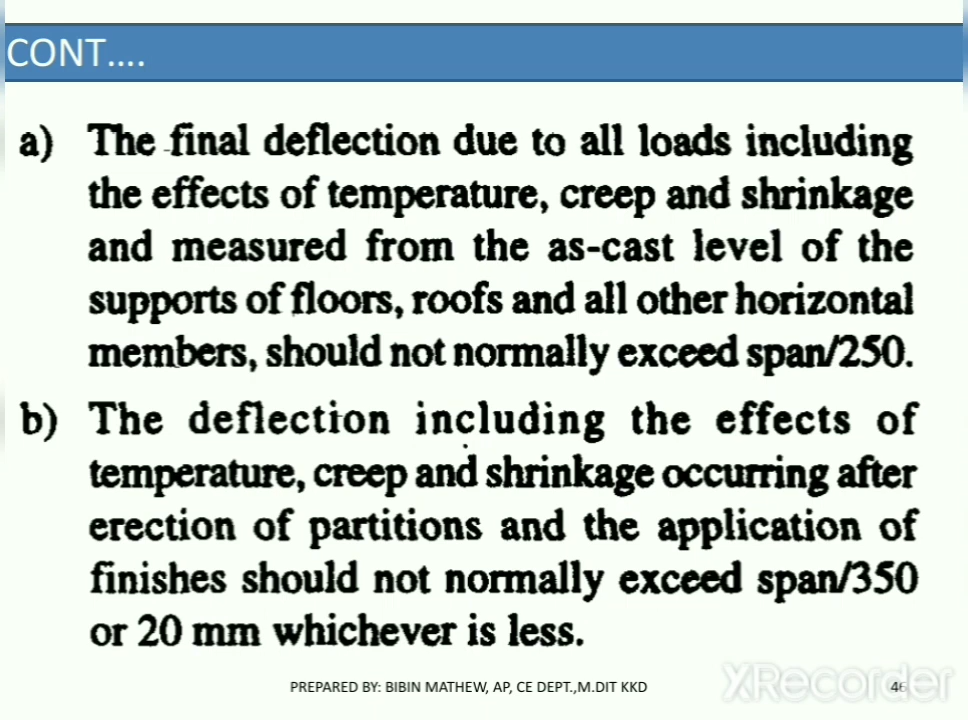 CONT....
a) The final deflection due to all loads including
the effects of temperature, creep and shrinkage
and measured from the as-cast level of the
supports of floors, roofs and all other horizontal
members, should not normally exceed span/250.
b) The deflection including the effects of
temperature, creep and shrinkage occurring after
erection of partitions and the application of
finishes should not normally exceed span/350
or 20 mm whichever is less.
PREPARED BY: BIBIN MATHEW, AP, CE DEPT.,M.DIT KKD
46
XRecorder